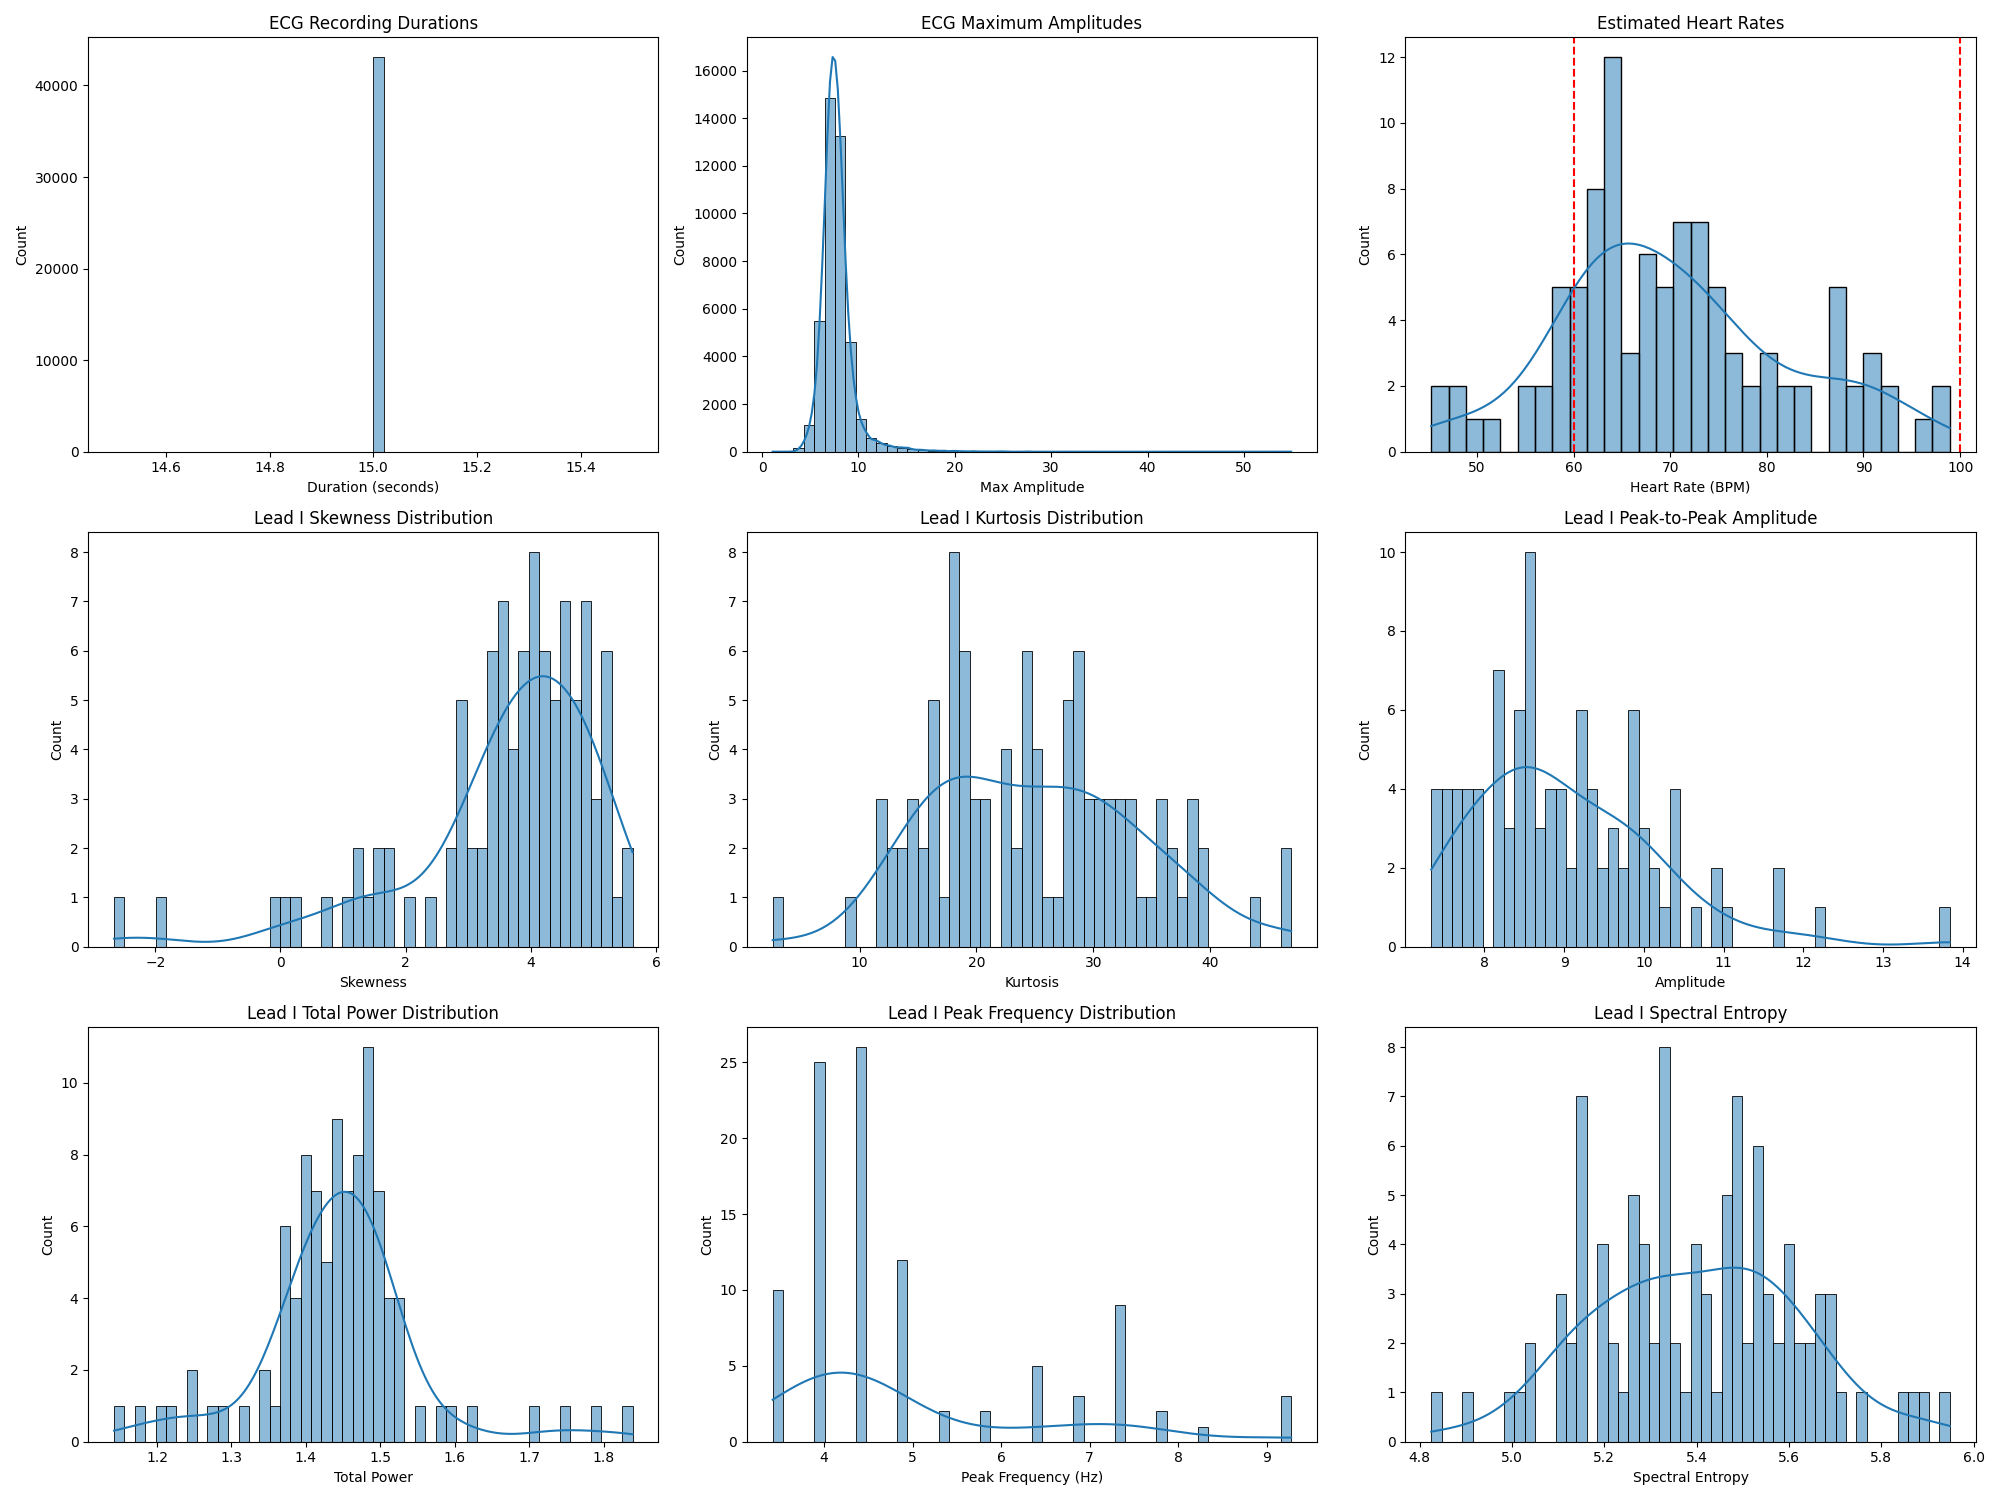 ECG Recording Durations
Count
0
10000
20000
30000
40000
14.6 14.8 15.0 15.2 15.4
Duration (seconds)
ECG Maximum Amplitudes
Count
0
2000
4000
6000
8000
10000
12000
14000
16000
0 10 20 30 40 50
Max Amplitude
Estimated Heart Rates
Count
0
2
4
6
8
10
12
50 60 70 80 90 100
Heart Rate (BPM)
Lead I Skewness Distribution
Count
0
1
2
3
4
5
6
7
8
−2 0 2 4 6
Skewness
Lead I Kurtosis Distribution
Count
0
1
2
3
4
5
6
7
8
10 20 30 40
Kurtosis
Lead I Peak-to-Peak Amplitude
Count
0
2
4
6
8
10
8 9 10 11 12 13 14
Amplitude
Lead I Total Power Distribution
Count
0
2
4
6
8
10
1.2 1.3 1.4 1.5 1.6 1.7 1.8
Total Power
Lead I Peak Frequency Distribution
Count
0
5
10
15
20
25
4 5 6 7 8 9
Peak Frequency (Hz)
Lead I Spectral Entropy
Count
0
1
2
3
4
5
6
7
8
4.8 5.0 5.2 5.4 5.6 5.8 6.0
Spectral Entropy